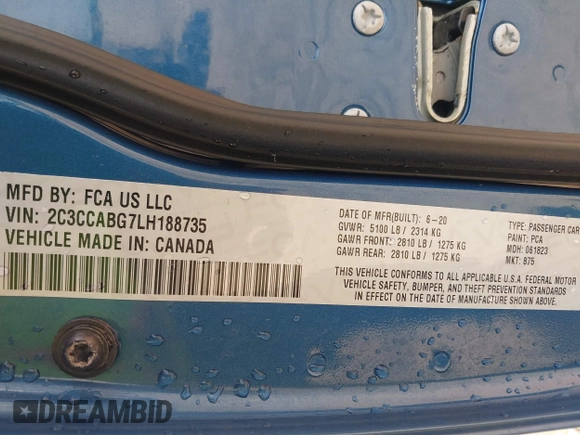 MFD BY: FCA US LLC
VIN: 2C3CCABG7LH188735
VEHICLE MADE IN: CANADA
DATE OF MFR(BUILT): 6-20
GVWR: 5100 LB / 2314 KG
GAWR FRONT: 2810 LB / 1275 KG
GAWR REAR: 2810 LB / 1275 KG
TYPE: PASSENGER CAR
PAINT: PCA
MDH: 061823
MKT: 875
THIS VEHICLE CONFORMS TO ALL APPLICABLE U.S.A. FEDERAL MOTOR
VEHICLE SAFETY, BUMPER, AND THEFT PREVENTION STANDARDS
IN EFFECT ON THE DATE OF MANUFACTURE SHOWN ABOVE.
DREAMBID